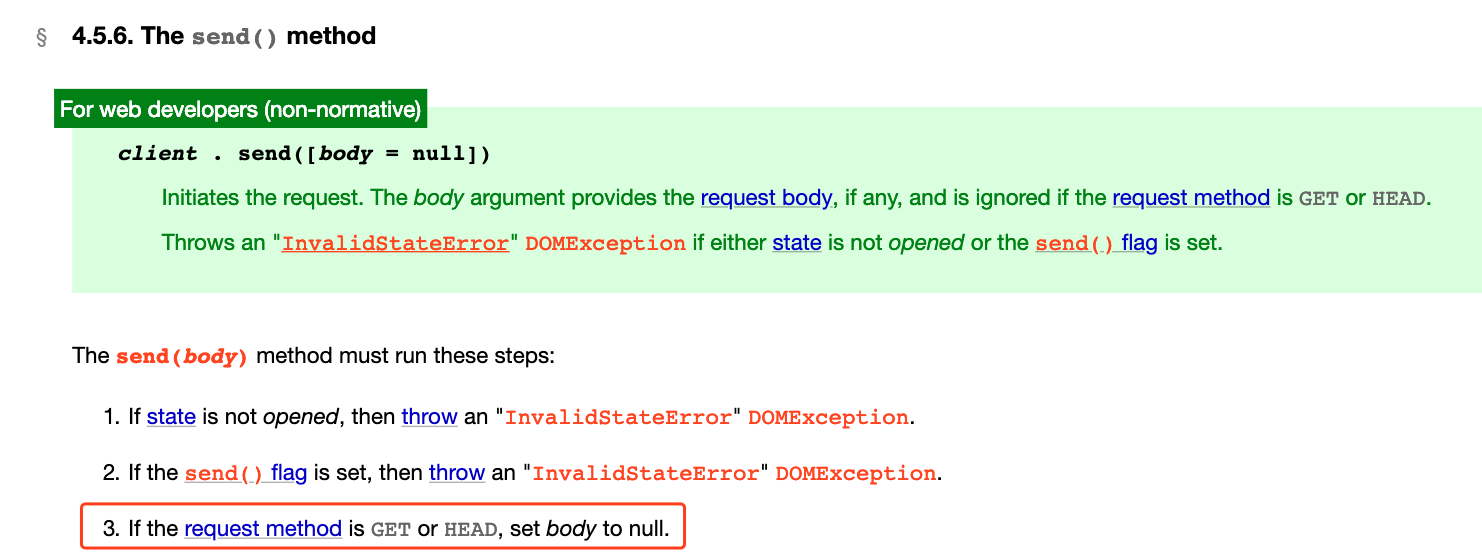 § 4.5.6. The send() method
For web developers (non-normative)
client . send([body = null])
Initiates the request. The body argument provides the request body, if any, and is ignored if the request method is GET or HEAD.
Throws an "InvalidStateError" DOMException if either state is not opened or the send() flag is set.
The send(body) method must run these steps:
1. If state is not opened, then throw an "InvalidStateError" DOMException.
2. If the send() flag is set, then throw an "InvalidStateError" DOMException.
3. If the request method is GET or HEAD, set body to null.